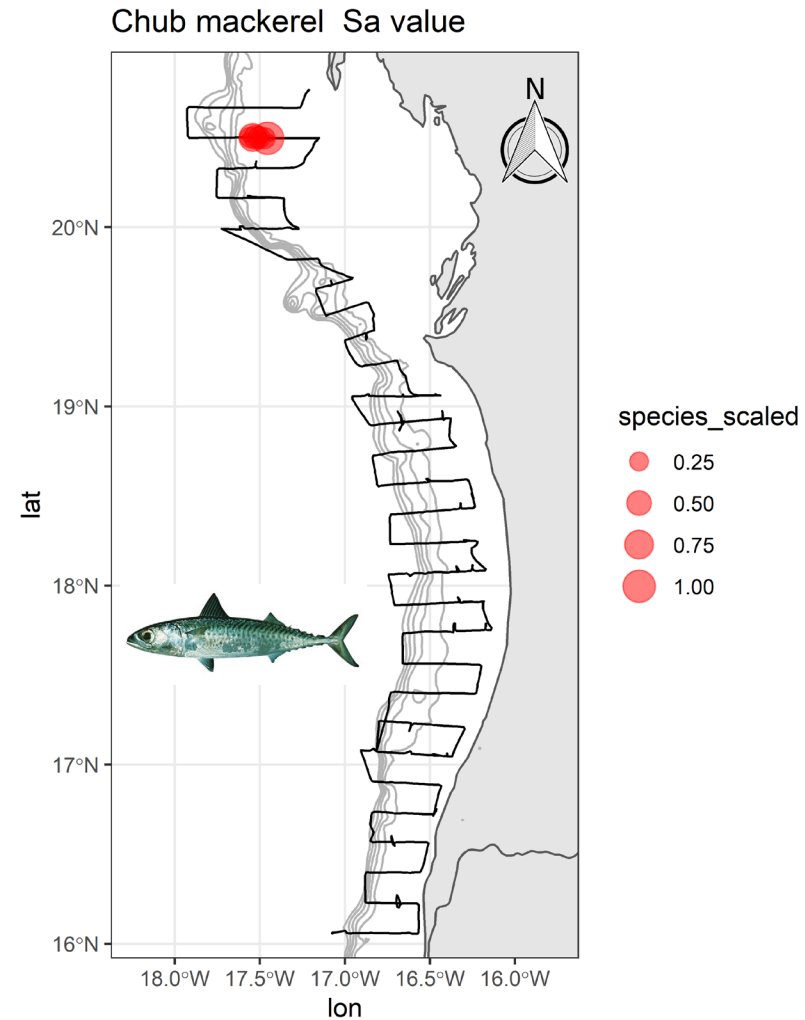 Chub mackerel  Sa value
N
20°N
19°N
18°N
17°N
16°N
lat
18.0°W 17.5°W 17.0°W 16.5°W 16.0°W
lon
species_scaled
0.25
0.50
0.75
1.00